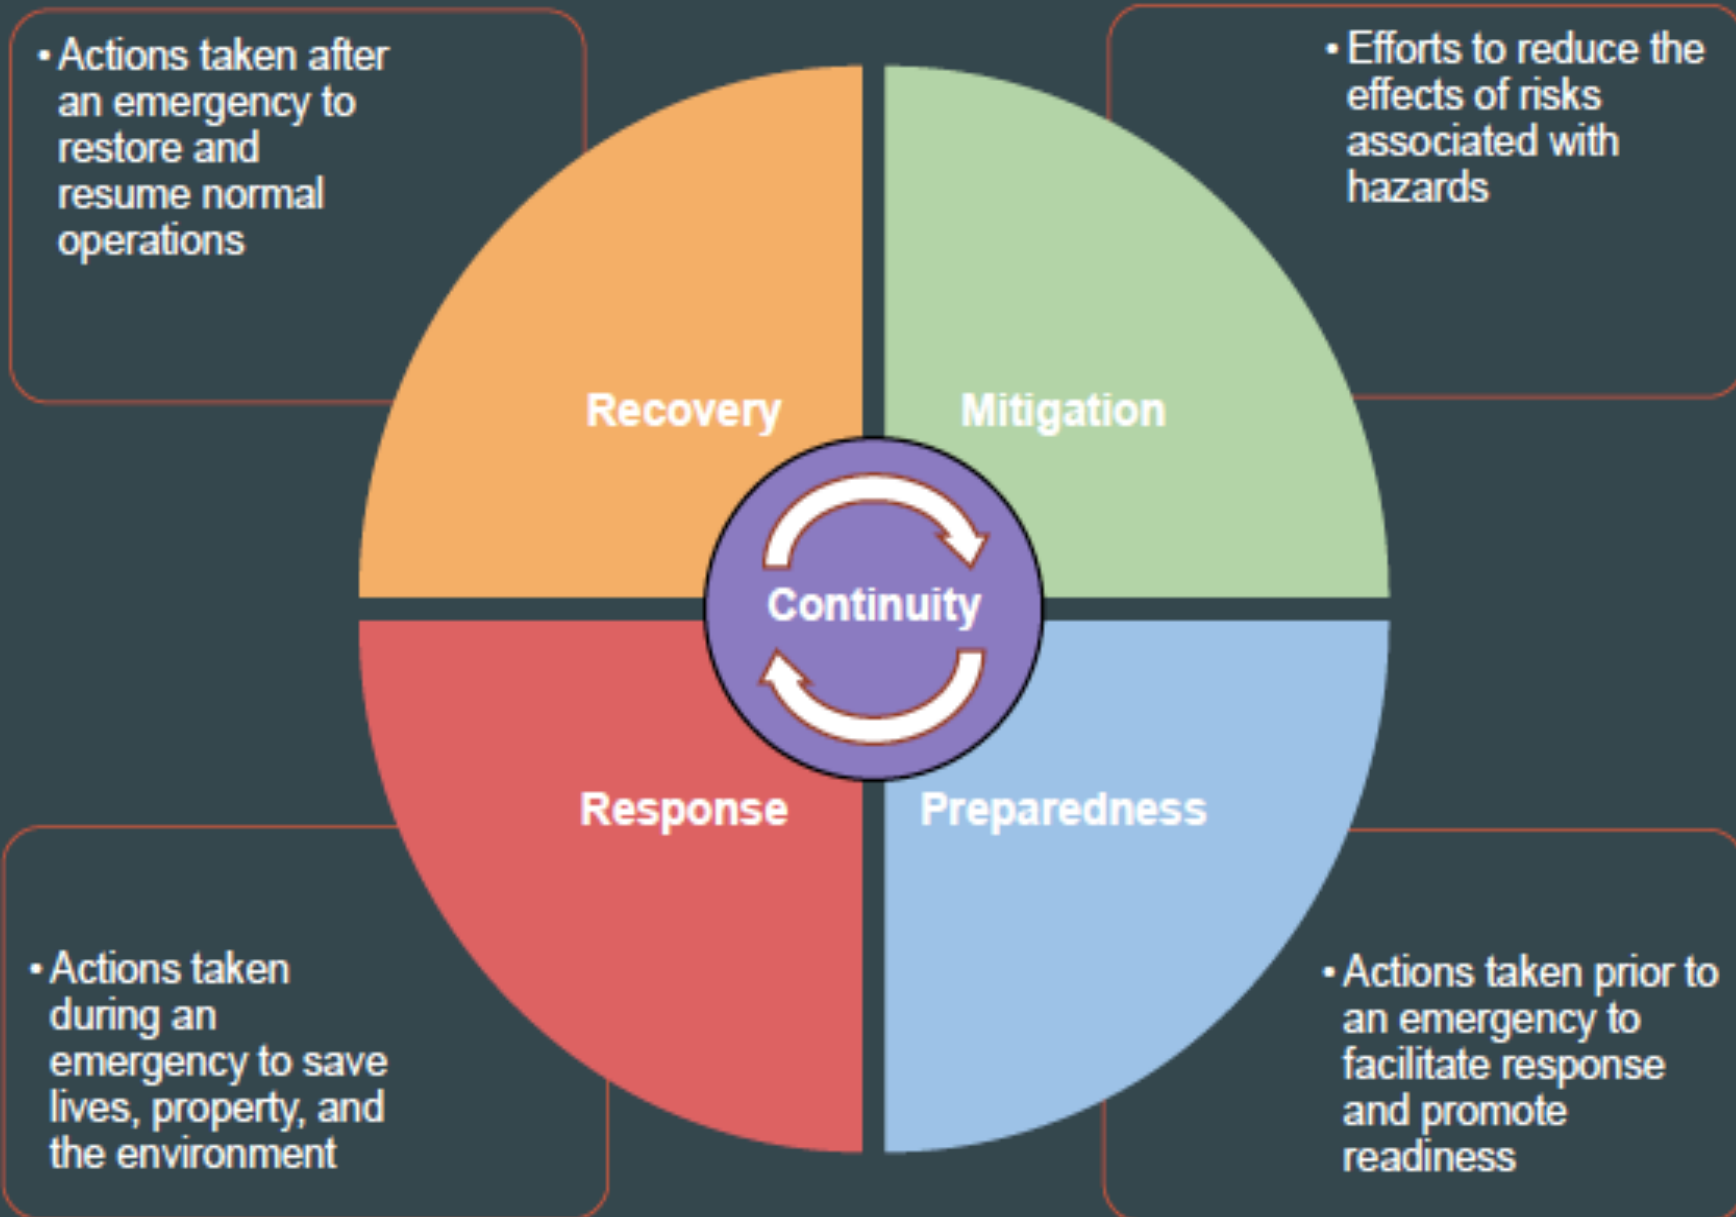 • Actions taken after
an emergency to
restore and
resume normal
operations
• Efforts to reduce the
effects of risks
associated with
hazards
Recovery
Mitigation
Continuity
Response
Preparedness
• Actions taken
during an
emergency to save
lives, property, and
the environment
• Actions taken prior to
an emergency to
facilitate response
and promote
readiness